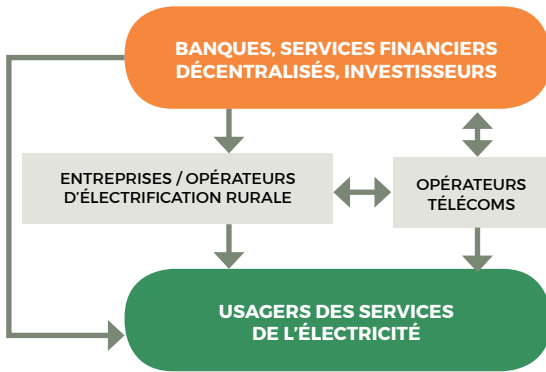 BANQUES, SERVICES FINANCIERS
DÉCENTRALISÉS, INVESTISSEURS
ENTREPRISES / OPÉRATEURS
D'ÉLECTRIFICATION RURALE
OPÉRATEURS
TÉLÉCOMS
USAGERS DES SERVICES
DE L'ÉLECTRICITÉ